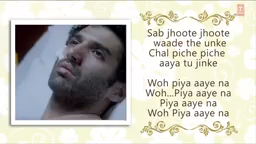 Sab jhoote jhoote
waade the unke
Chal piche piche
aaya tu jinke
Woh piya aaye na
Woh...Piya aaye na
Piya aaye na
Woh Piya aaye na